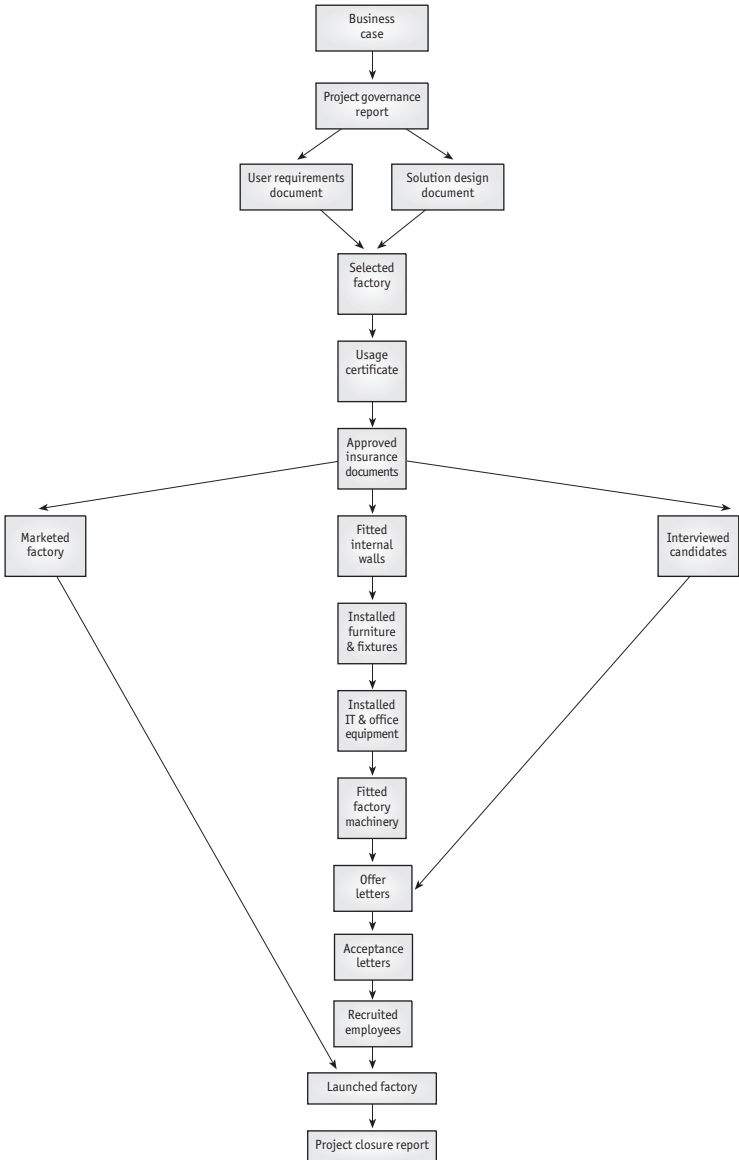 Business
case
Project governance
report
User requirements
document
Solution design
document
Selected
factory
Usage
certificate
Approved
insurance
documents
Marketed
factory
Fitted
internal
walls
Interviewed
candidates
Installed
furniture
& fixtures
Installed
IT & office
equipment
Fitted
factory
machinery
Offer
letters
Acceptance
letters
Recruited
employees
Launched factory
Project closure report